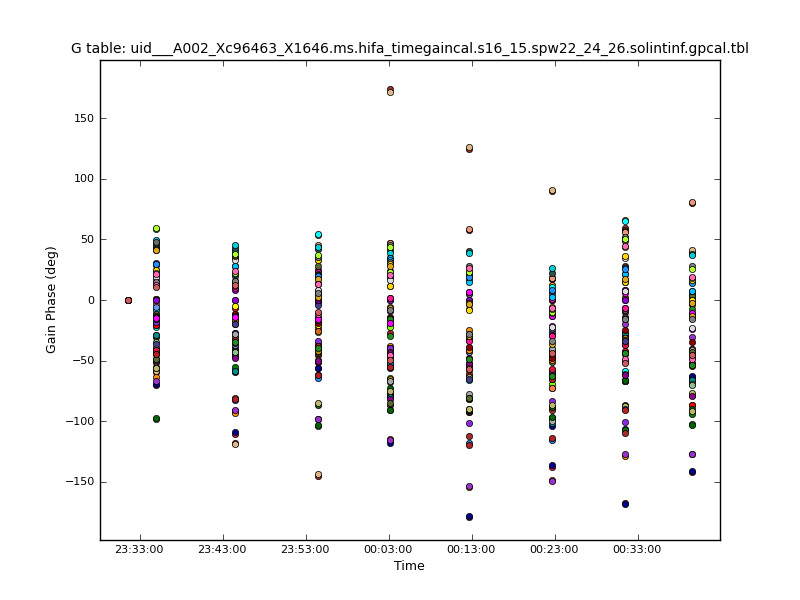 G table: uid___A002_Xc96463_X1646.ms.hifa_timegaincal.s16_15.spw22_24_26.solintinf.gpcal.tbl
Gain Phase (deg)
150
100
50
0
−50
−100
−150
23:33:00 23:43:00 23:53:00 00:03:00 00:13:00 00:23:00 00:33:00
Time